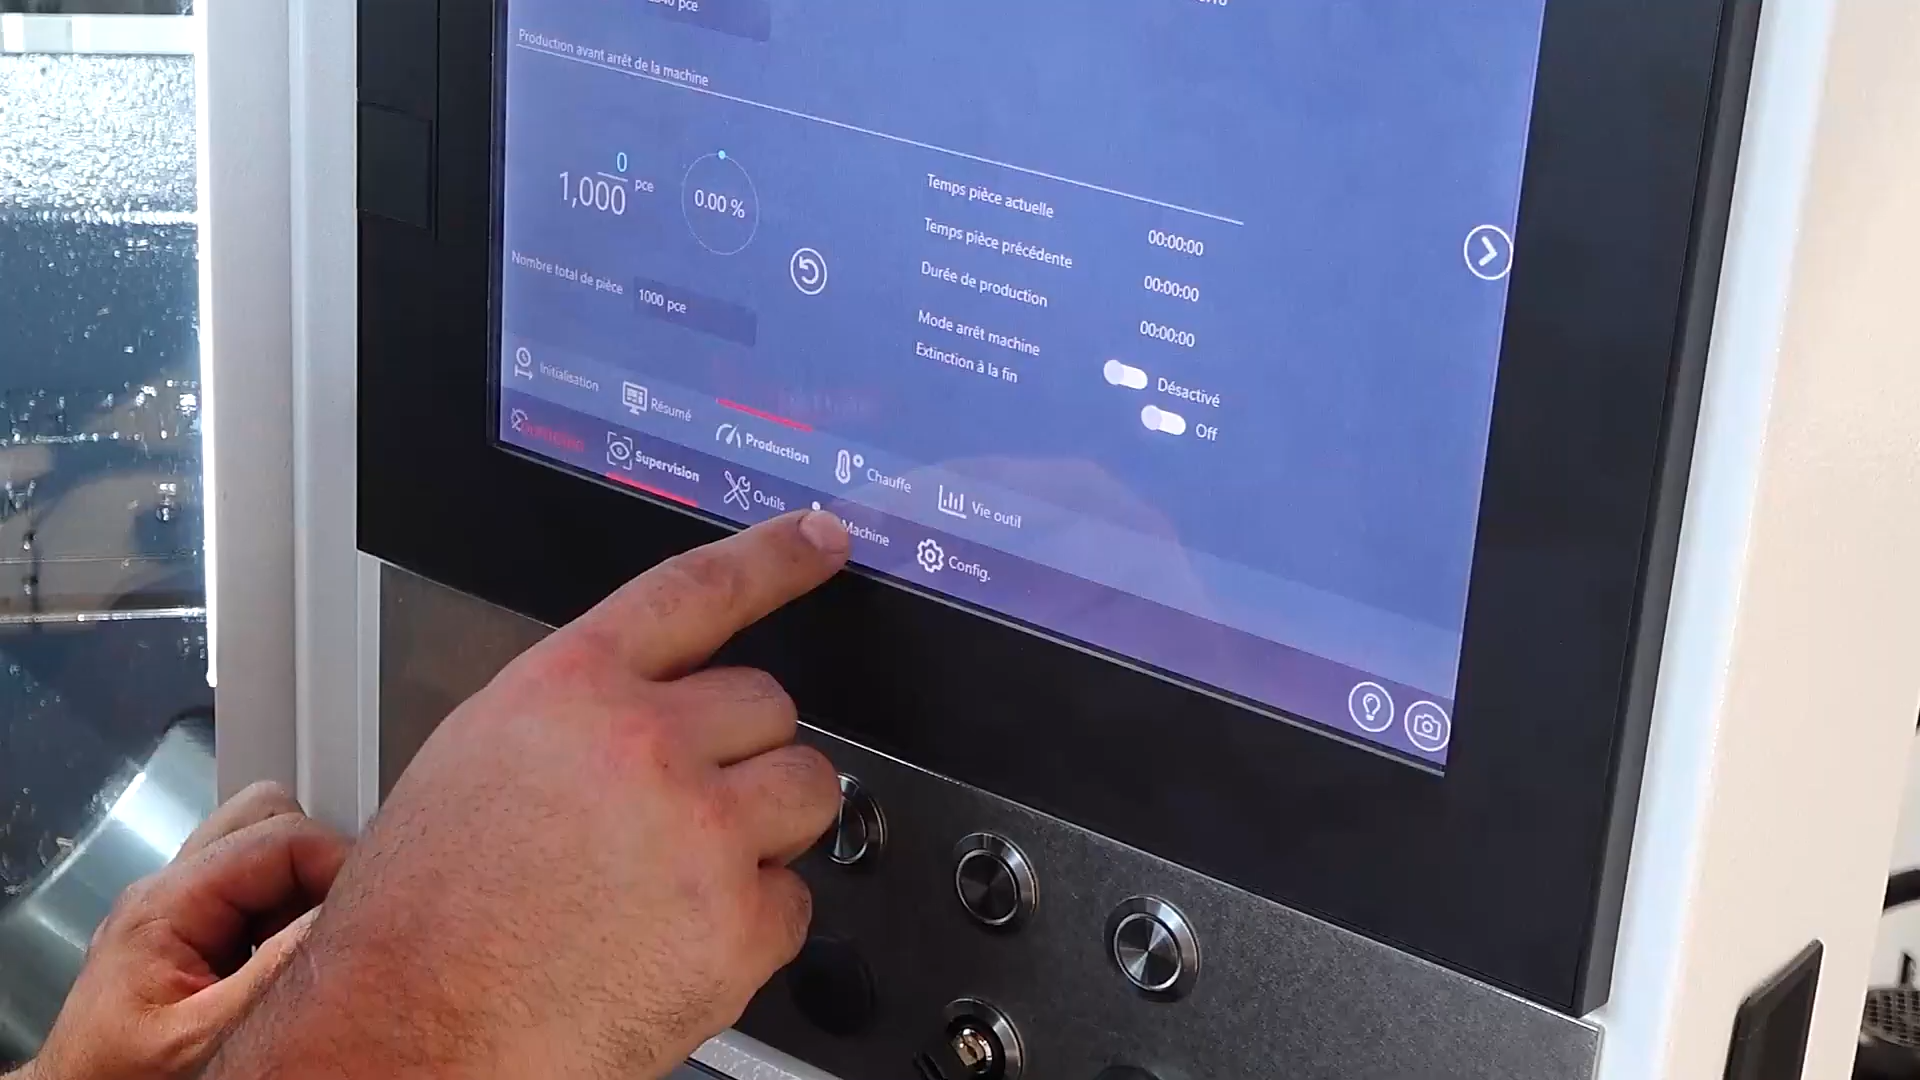 pce
Production avant arrêt de la machine
0
1,000 pce
0.00 %
Nombre total de pièce 1000 pce
Temps pièce actuelle 00:00:00
Temps pièce précédente 00:00:00
Durée de production 00:00:00
Mode arrêt machine Désactivé
Extinction à la fin Off
Initialisation Résumé Production Chauffe Vie outil
Supervision Outils Machine Config.